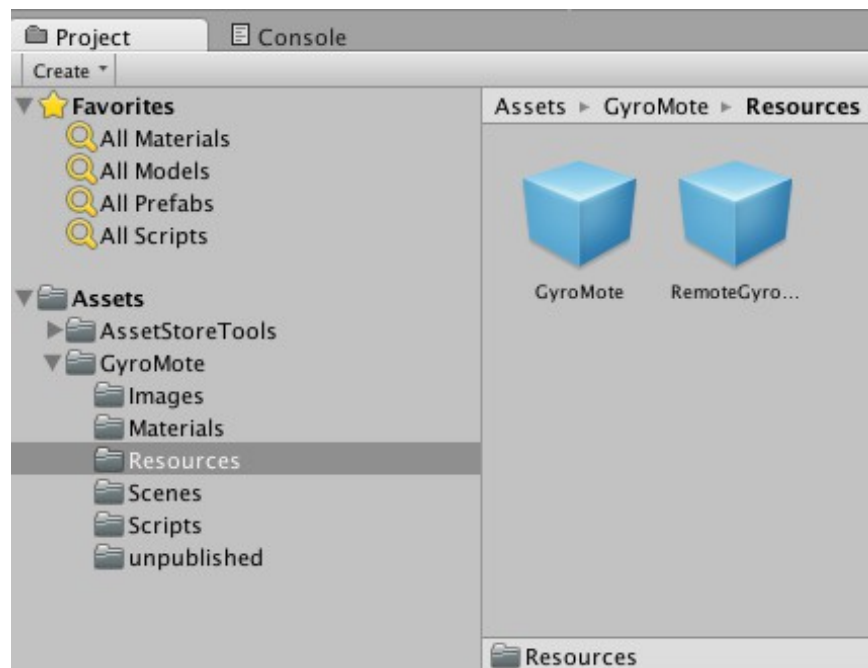 Project
Console
Create
Favorites
All Materials
All Models
All Prefabs
All Scripts
Assets
AssetStoreTools
GyroMote
Images
Materials
Resources
Scenes
Scripts
unpublished
Assets ▸ GyroMote ▸ Resources
GyroMote
RemoteGyro...
Resources